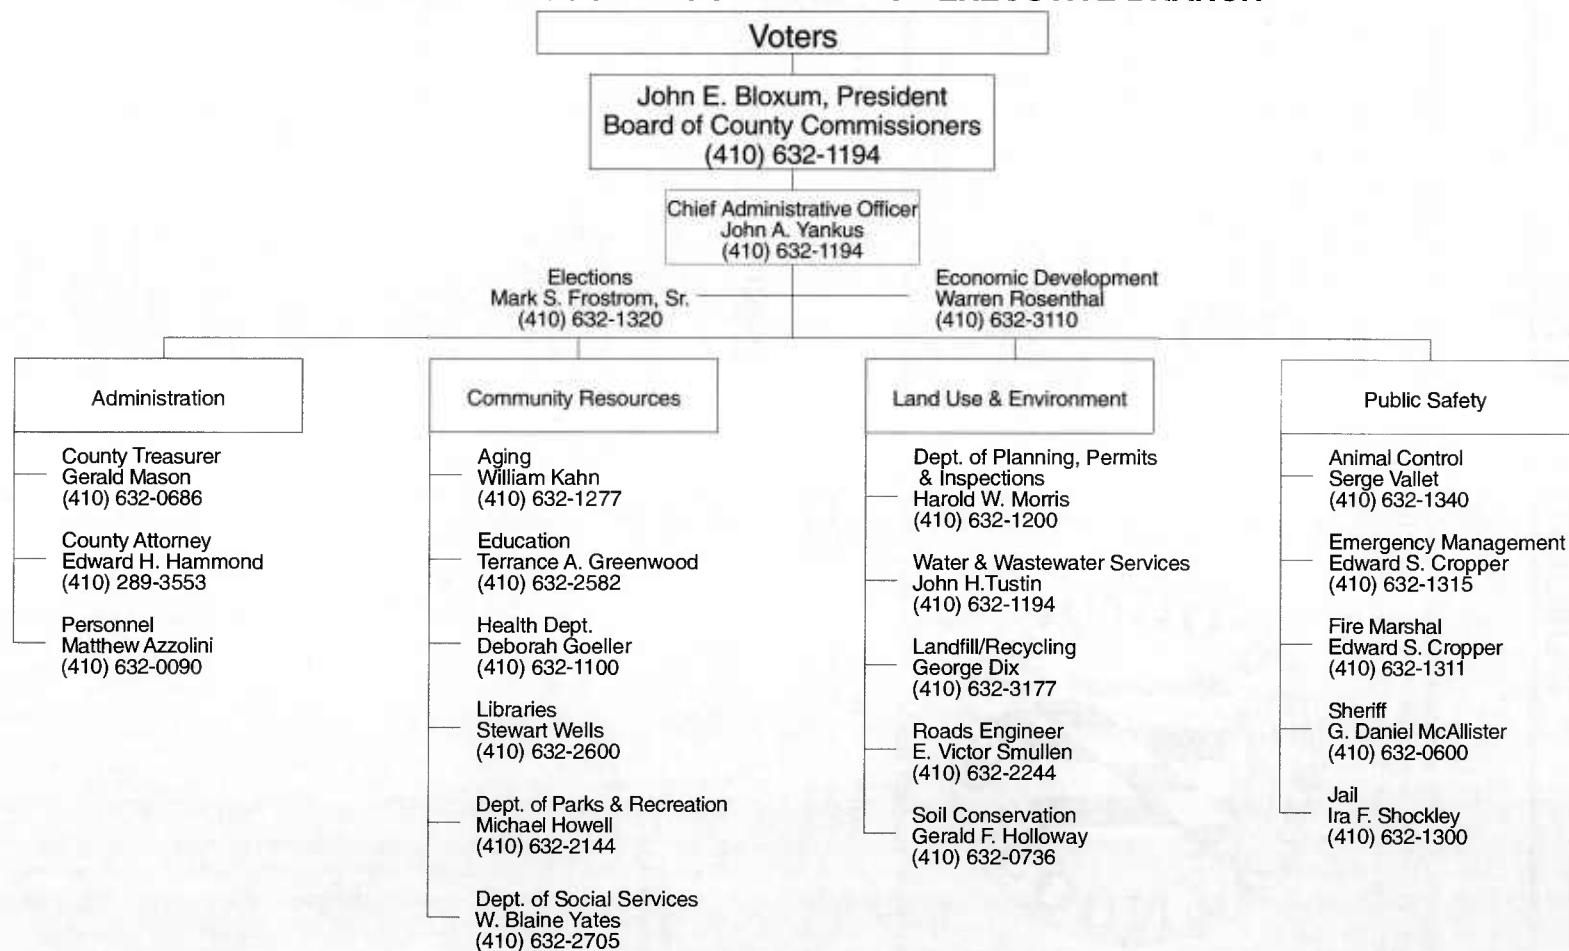 EXECUTIVE BRANCH
Voters
John E. Bloxum, President
Board of County Commissioners
(410) 632-1194
Chief Administrative Officer
John A. Yankus
(410) 632-1194
Elections
Mark S. Frostrom, Sr.
(410) 632-1320
Economic Development
Warren Rosenthal
(410) 632-3110
Administration
County Treasurer
Gerald Mason
(410) 632-0686
County Attorney
Edward H. Hammond
(410) 289-3553
Personnel
Matthew Azzolini
(410) 632-0090
Community Resources
Aging
William Kahn
(410) 632-1277
Education
Terrance A. Greenwood
(410) 632-2582
Health Dept.
Deborah Goeller
(410) 632-1100
Libraries
Stewart Wells
(410) 632-2600
Dept. of Parks & Recreation
Michael Howell
(410) 632-2144
Dept. of Social Services
W. Blaine Yates
(410) 632-2705
Land Use & Environment
Dept. of Planning, Permits
& Inspections
Harold W. Morris
(410) 632-1200
Water & Wastewater Services
John H.Tustin
(410) 632-1194
Landfill/Recycling
George Dix
(410) 632-3177
Roads Engineer
E. Victor Smullen
(410) 632-2244
Soil Conservation
Gerald F. Holloway
(410) 632-0736
Public Safety
Animal Control
Serge Vallet
(410) 632-1340
Emergency Management
Edward S. Cropper
(410) 632-1315
Fire Marshal
Edward S. Cropper
(410) 632-1311
Sheriff
G. Daniel McAllister
(410) 632-0600
Jail
Ira F. Shockley
(410) 632-1300